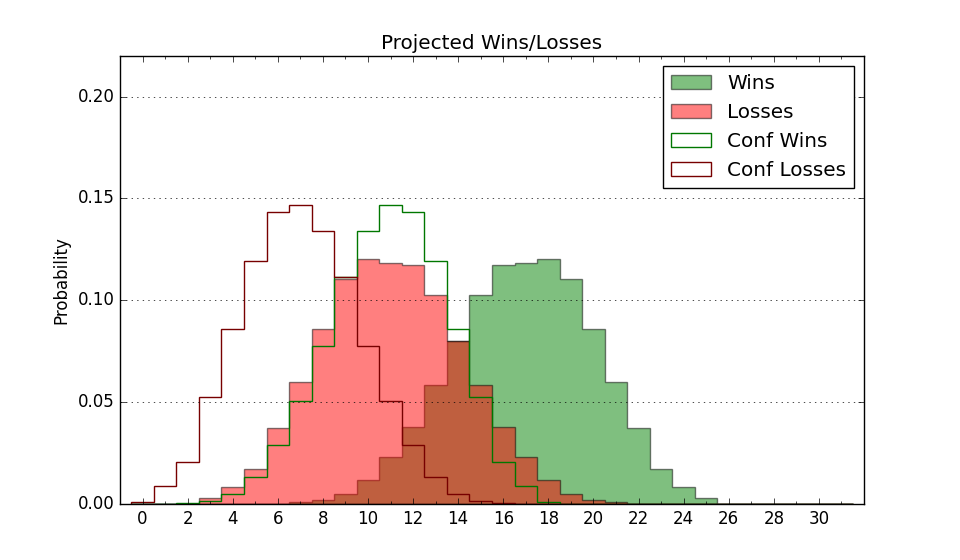 Projected Wins/Losses
Wins
Losses
Conf Wins
Conf Losses
Probability
0.20
0.15
0.10
0.05
0.00
0 2 4 6 8 10 12 14 16 18 20 22 24 26 28 30